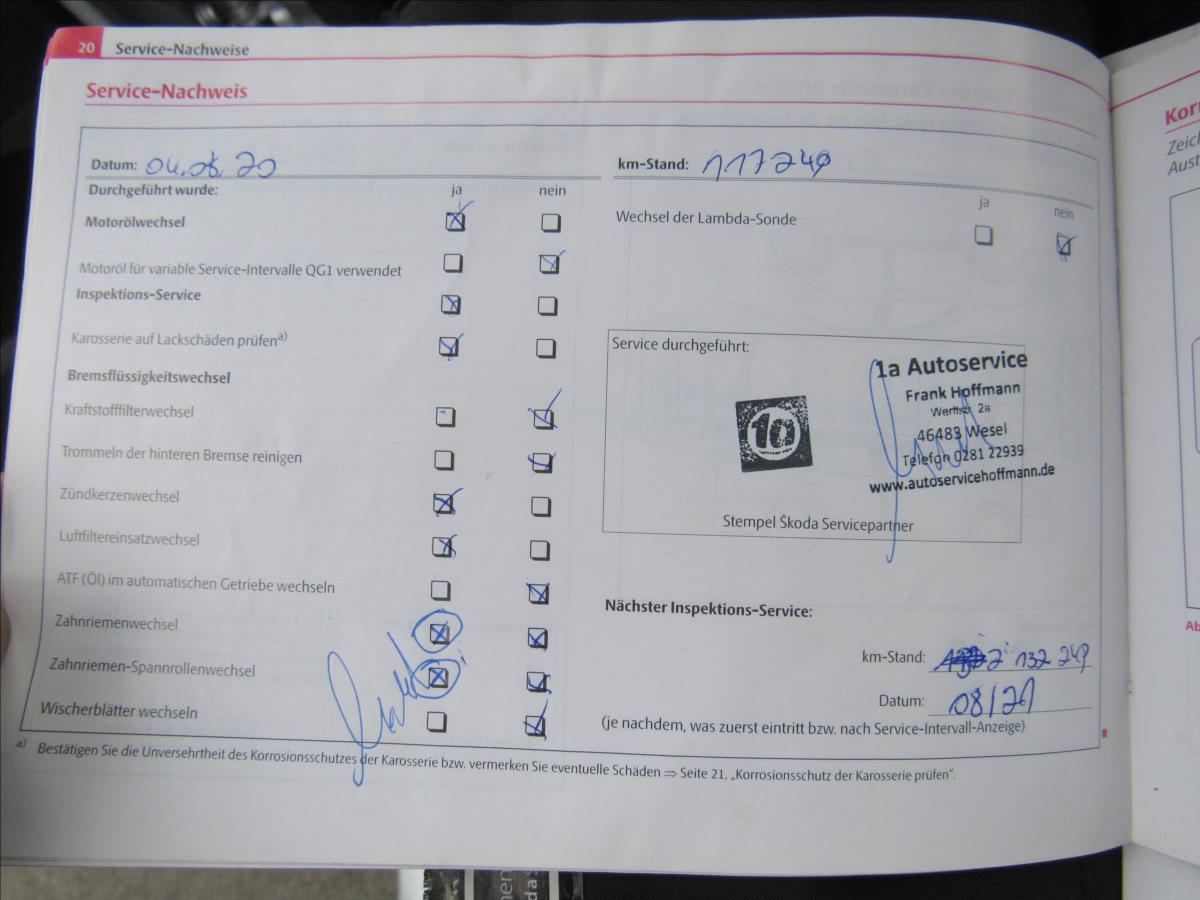 20 Service-Nachweise
Service-Nachweis
Datum: 04.08.20
km-Stand: 117249
Durchgeführt wurde: ja nein
ja nein
Motorölwechsel
Wechsel der Lambda-Sonde
Motoröl für variable Service-Intervalle QG1 verwendet
Inspektions-Service
Karosserie auf Lackschäden prüfen a)
Bremsflüssigkeitswechsel
Kraftstofffilterwechsel
Trommeln der hinteren Bremse reinigen
Zündkerzenwechsel
Luftfiltereinsatzwechsel
ATF (Öl) im automatischen Getriebe wechseln
Zahnriemenwechsel
Zahnriemen-Spannrollenwechsel
Wischerblätter wechseln
Service durchgeführt:
1a
1a Autoservice
Frank Hoffmann
Werftstr. 2a
46483 Wesel
Telefon 0281 22939
www.autoservicehoffmann.de
Stempel Škoda Servicepartner
Nächster Inspektions-Service:
km-Stand: 132 249
Datum: 08/21
(je nachdem, was zuerst eintritt bzw. nach Service-Intervall-Anzeige)
a) Bestätigen Sie die Unversehrtheit des Korrosionsschutzes der Karosserie bzw. vermerken Sie eventuelle Schäden ⇒ Seite 21, „Korrosionsschutz der Karosserie prüfen“.